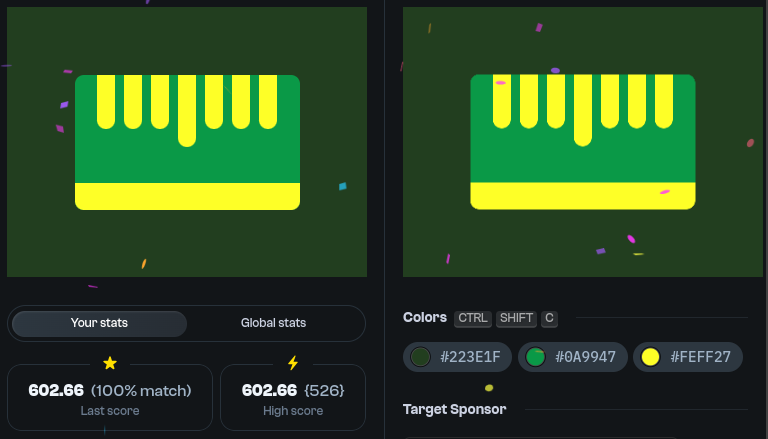 Your stats
Global stats
602.66 (100% match)
Last score
602.66 {526}
High score
Colors CTRL SHIFT C
#223E1F
#0A9947
#FEFF27
Target Sponsor